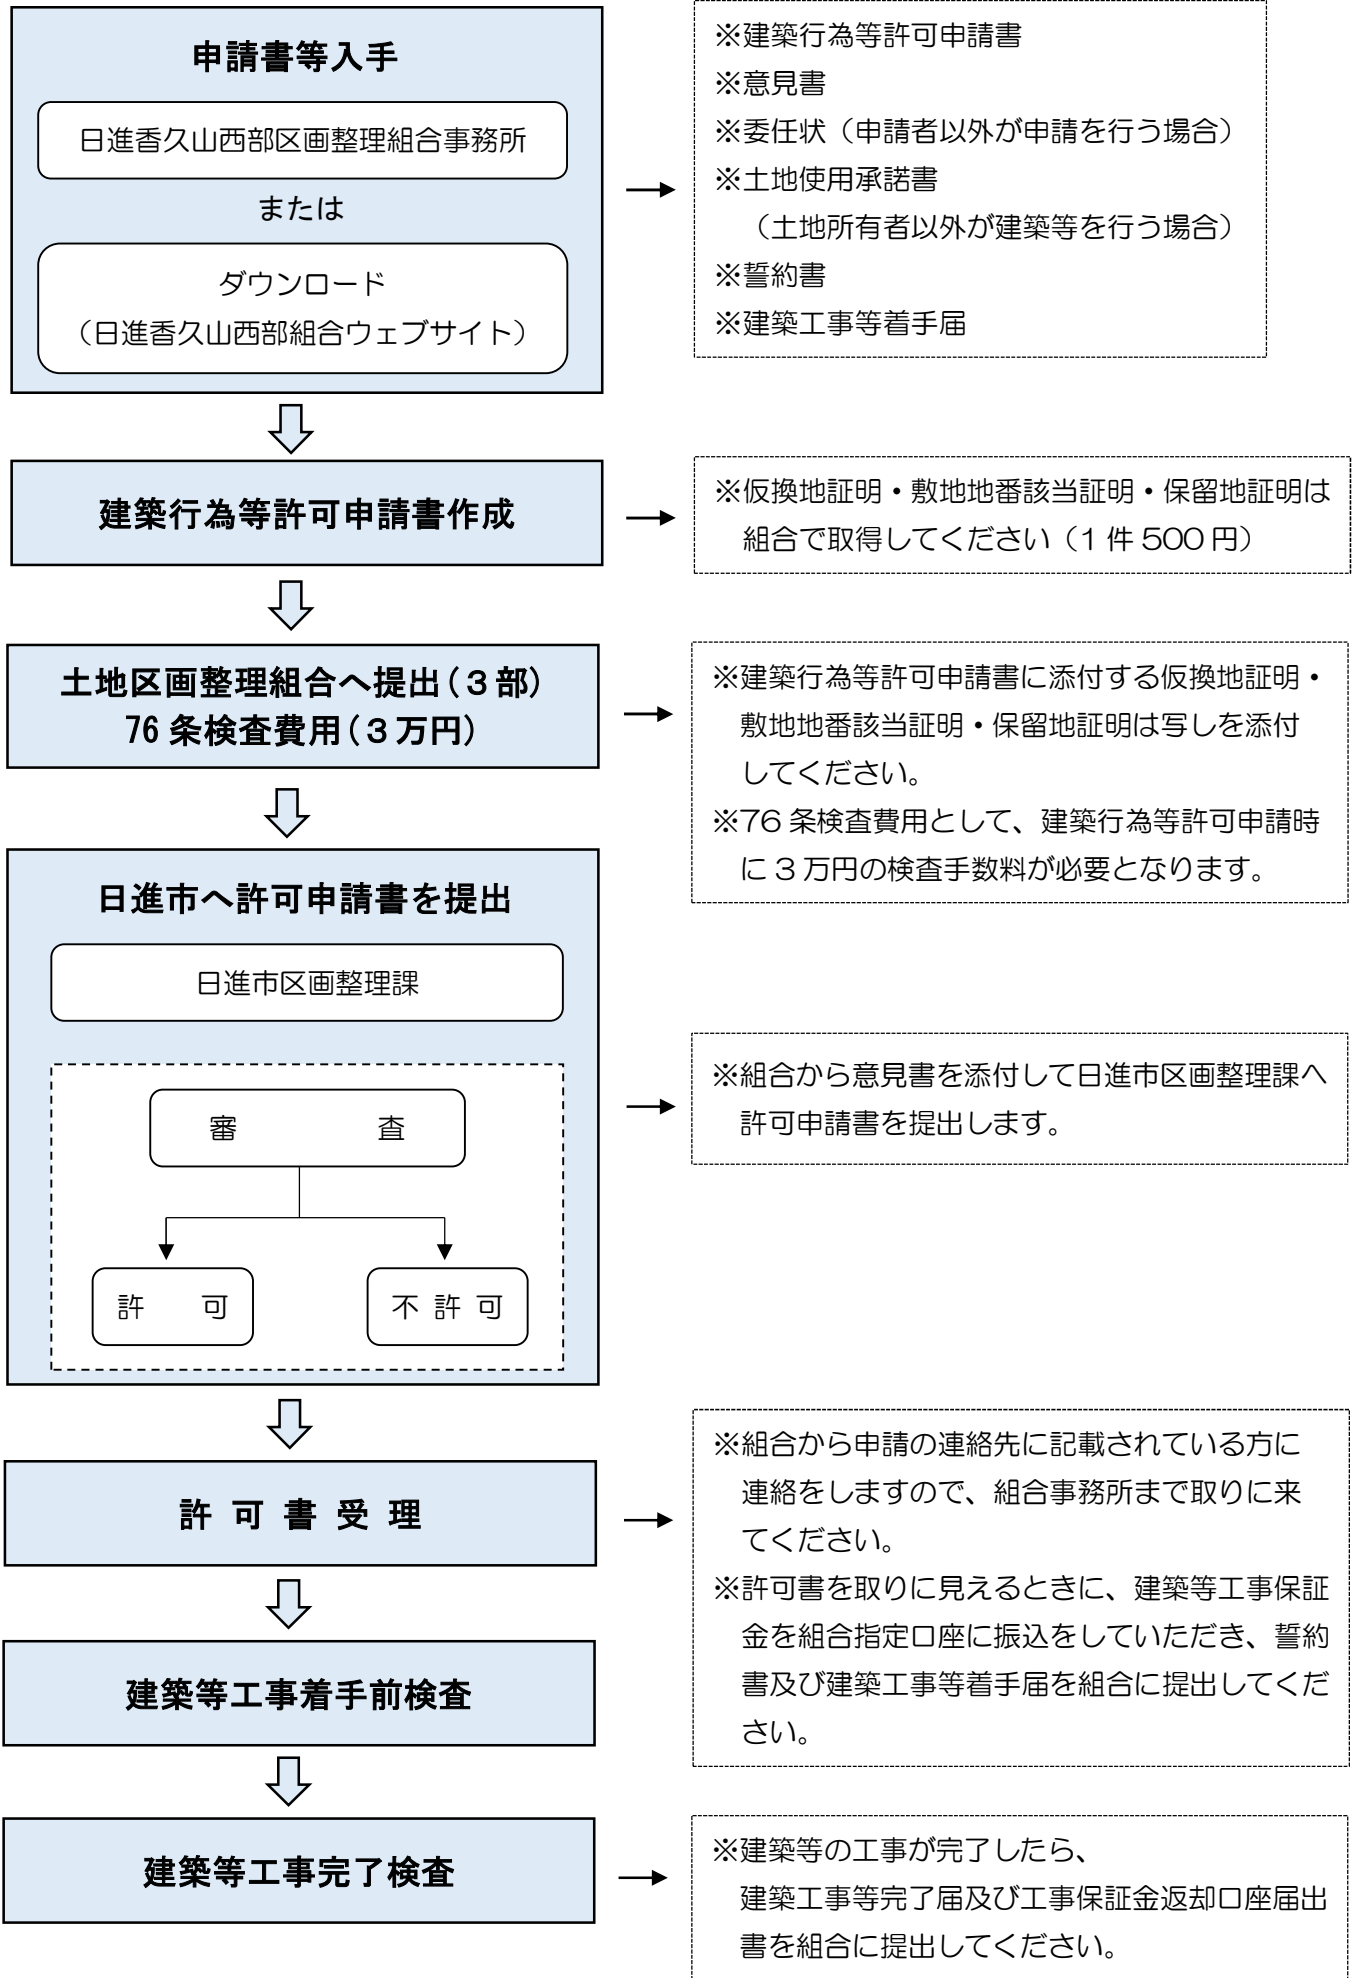 申請書等入手
日進香久山西部区画整理組合事務所
または
ダウンロード
（日進香久山西部組合ウェブサイト）
※建築行為等許可申請書
※意見書
※委任状（申請者以外が申請を行う場合）
※土地使用承諾書
（土地所有者以外が建築等を行う場合）
※誓約書
※建築工事等着手届
建築行為等許可申請書作成
※仮換地証明・敷地地番該当証明・保留地証明は
組合で取得してください（1 件 500 円）
土地区画整理組合へ提出(３部)
76 条検査費用(３万円)
※建築行為等許可申請書に添付する仮換地証明・
敷地地番該当証明・保留地証明は写しを添付
してください。
※76 条検査費用として、建築行為等許可申請時
に 3 万円の検査手数料が必要となります。
日進市へ許可申請書を提出
日進市区画整理課
審　　　　　査
許　　可
不 許 可
※組合から意見書を添付して日進市区画整理課へ
許可申請書を提出します。
許 可 書 受 理
※組合から申請の連絡先に記載されている方に
連絡をしますので、組合事務所まで取りに来
てください。
※許可書を取りに見えるときに、建築等工事保証
金を組合指定口座に振込をしていただき、誓約
書及び建築工事等着手届を組合に提出してくだ
さい。
建築等工事着手前検査
建築等工事完了検査
※建築等の工事が完了したら、
建築工事等完了届及び工事保証金返却口座届出
書を組合に提出してください。